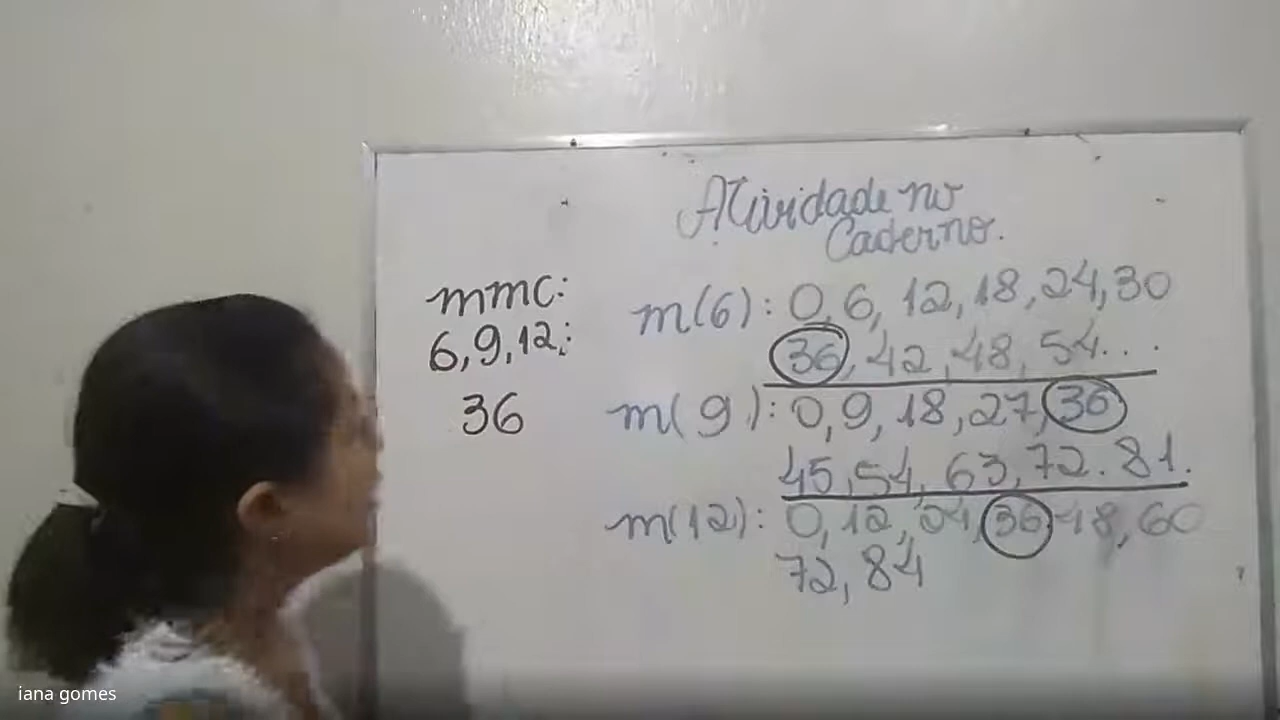 Atividade no
Caderno.
mmc:
6,9,12;
36
m(6): 0,6, 12, 18, 24, 30
36, 42, 48, 54...
m(9): 0,9, 18, 27, 36
45, 54, 63, 72. 81.
m(12): 0, 12, 24, 36 48, 60
72, 84
iana gomes